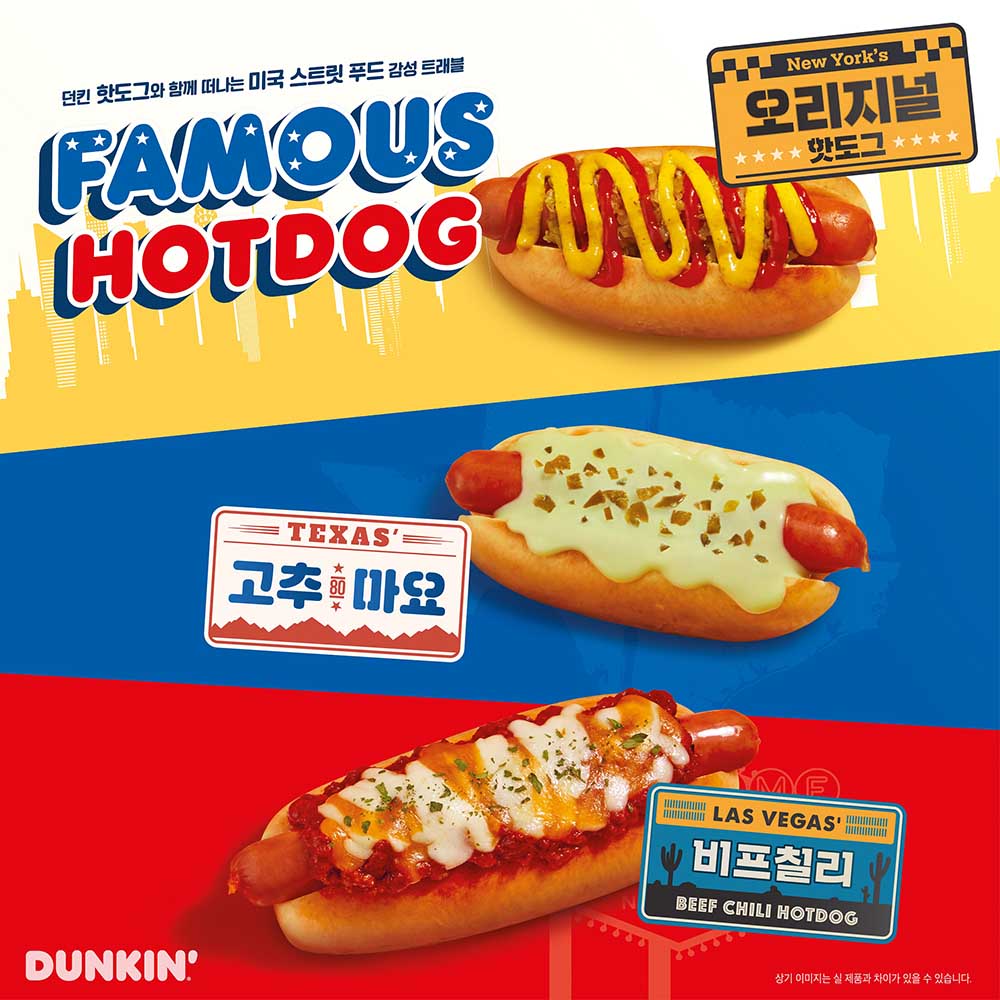 던킨 핫도그와 함께 떠나는 미국 스트릿 푸드 감성 트래블
FAMOUS
HOTDOG
New York's
오리지널
핫도그
TEXAS'
고추 80 마요
LAS VEGAS'
비프칠리
BEEF CHILI HOTDOG
DUNKIN'
상기 이미지는 실 제품과 차이가 있을 수 있습니다.